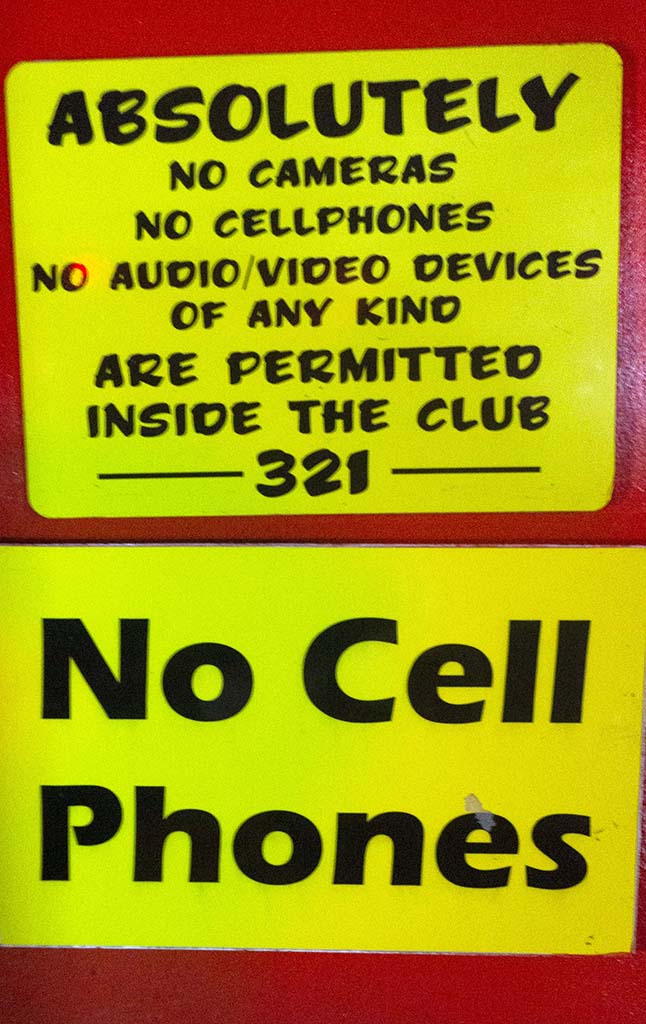 ABSOLUTELY
NO CAMERAS
NO CELLPHONES
NO AUDIO/VIDEO DEVICES
OF ANY KIND
ARE PERMITTED
INSIDE THE CLUB
321
No Cell
Phones